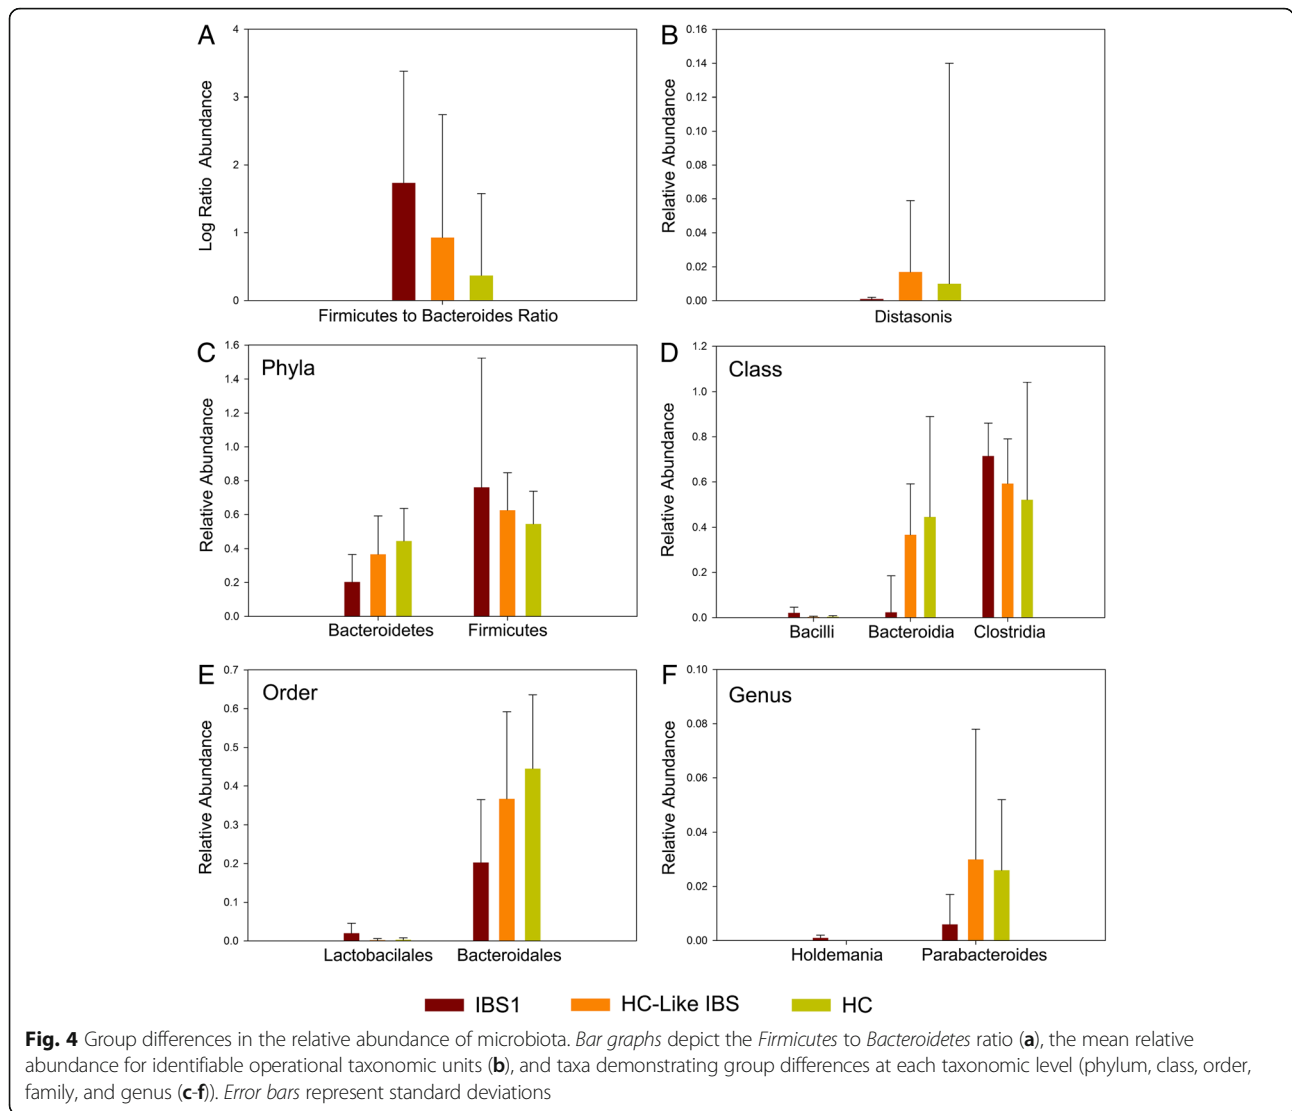 A
4
3
2
1
0
Log Ratio Abundance
Firmicutes to Bacteroides Ratio
B
0.16
0.14
0.12
0.10
0.08
0.06
0.04
0.02
0.00
Relative Abundance
Distasonis
C
Phyla
1.6
1.4
1.2
1.0
0.8
0.6
0.4
0.2
0.0
Relative Abundance
Bacteroidetes Firmicutes
D
Class
1.2
1.0
0.8
0.6
0.4
0.2
0.0
Relative Abundance
Bacilli Bacteroidia Clostridia
E
Order
0.7
0.6
0.5
0.4
0.3
0.2
0.1
0.0
Relative Abundance
Lactobacilales Bacteroidales
F
Genus
0.10
0.08
0.06
0.04
0.02
0.00
Relative Abundance
Holdemania Parabacteroides
IBS1 HC-Like IBS HC
Fig. 4 Group differences in the relative abundance of microbiota. Bar graphs depict the Firmicutes to Bacteroidetes ratio (a), the mean relative
abundance for identifiable operational taxonomic units (b), and taxa demonstrating group differences at each taxonomic level (phylum, class, order,
family, and genus (c-f)). Error bars represent standard deviations